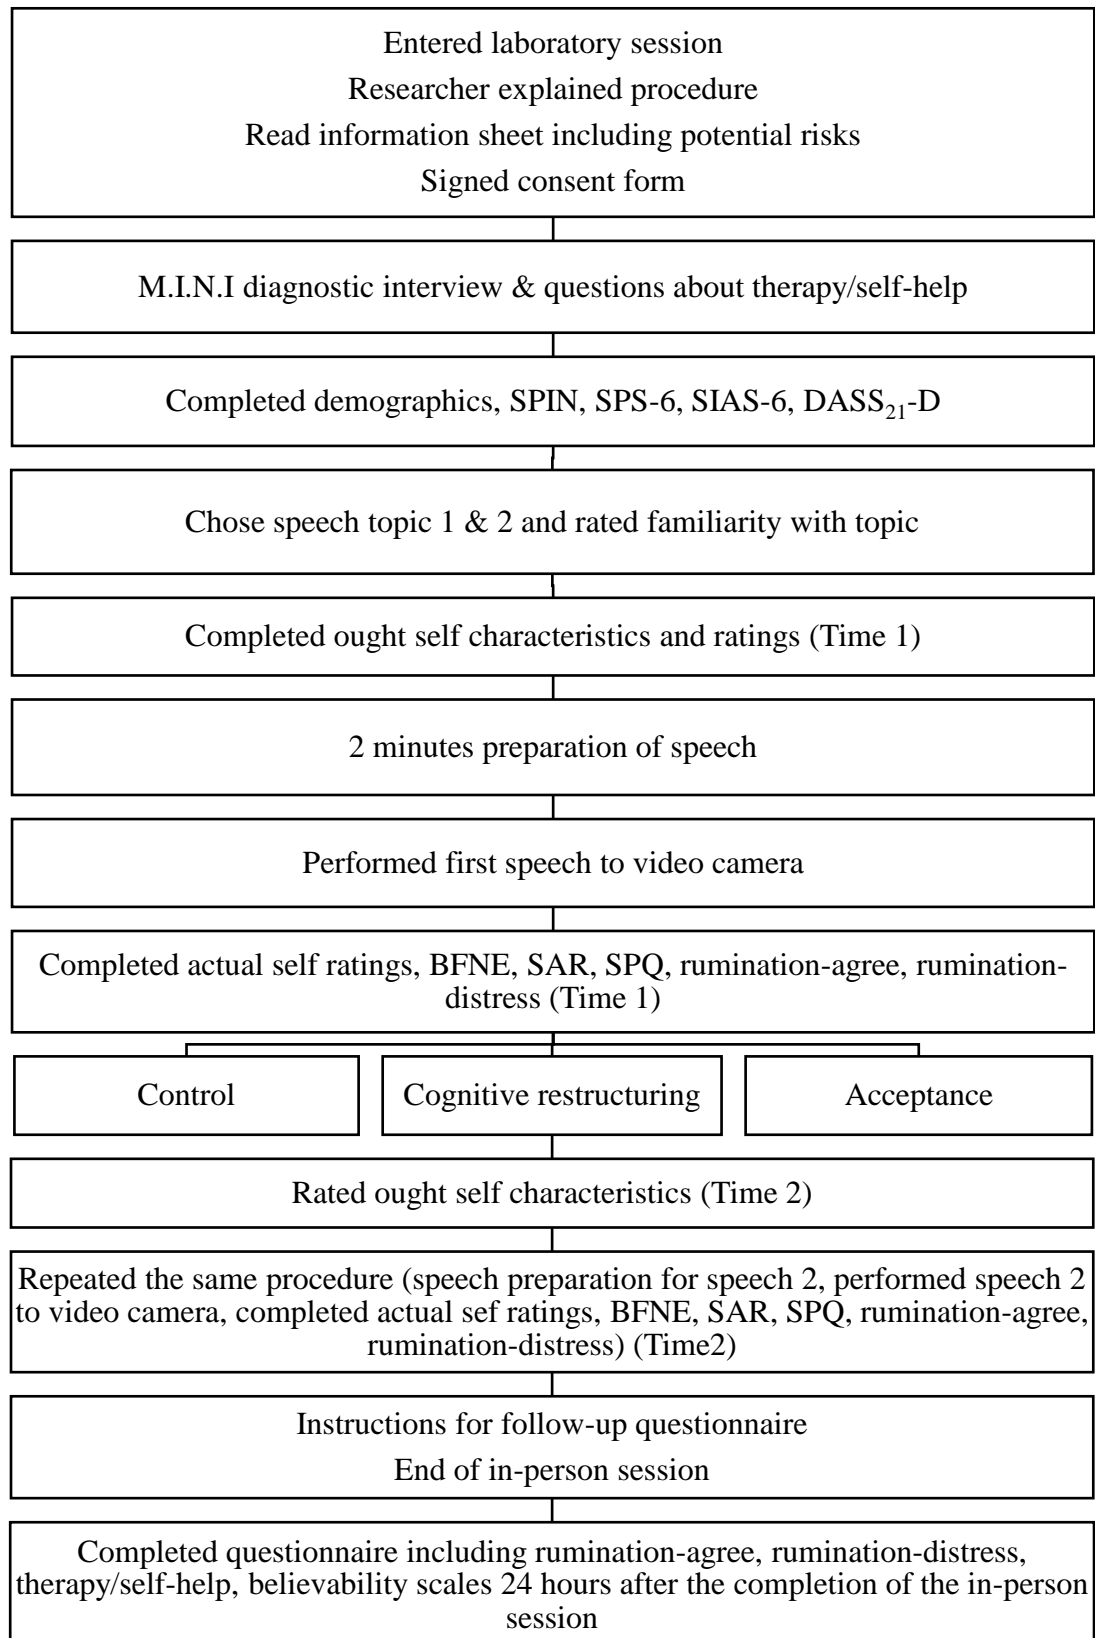 Entered laboratory session
Researcher explained procedure
Read information sheet including potential risks
Signed consent form
M.I.N.I diagnostic interview & questions about therapy/self-help
Completed demographics, SPIN, SPS-6, SIAS-6, DASS21-D
Chose speech topic 1 & 2 and rated familiarity with topic
Completed ought self characteristics and ratings (Time 1)
2 minutes preparation of speech
Performed first speech to video camera
Completed actual self ratings, BFNE, SAR, SPQ, rumination-agree, rumination-
distress (Time 1)
Control
Cognitive restructuring
Acceptance
Rated ought self characteristics (Time 2)
Repeated the same procedure (speech preparation for speech 2, performed speech 2
to video camera, completed actual sef ratings, BFNE, SAR, SPQ, rumination-agree,
rumination-distress) (Time2)
Instructions for follow-up questionnaire
End of in-person session
Completed questionnaire including rumination-agree, rumination-distress,
therapy/self-help, believability scales 24 hours after the completion of the in-person
session